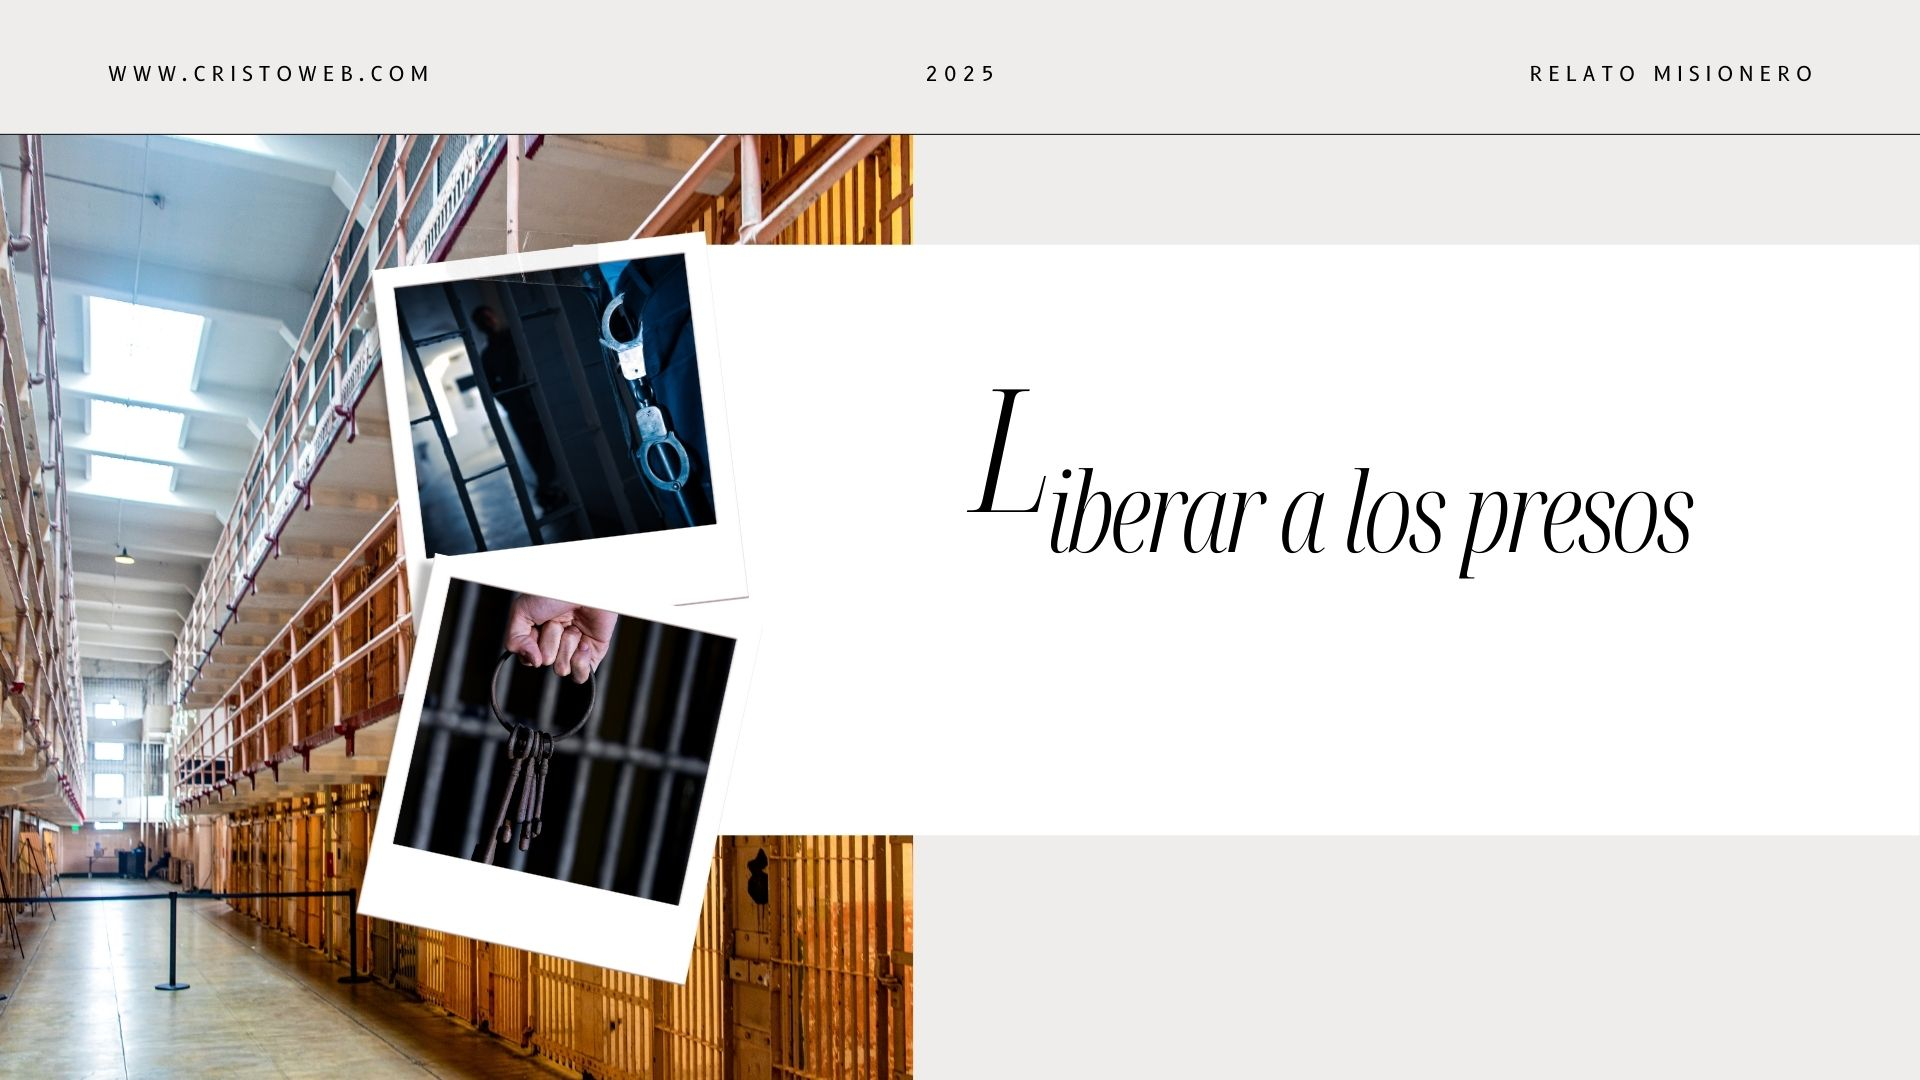 WWW.CRISTOWEB.COM
2025
RELATO MISIONERO
Liberar a los presos